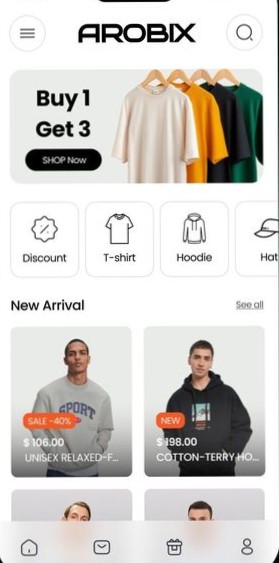 AROBIX
Buy 1
Get 3
SHOP Now
Discount
T-shirt
Hoodie
Hat
New Arrival
See all
SPORT
SALE -40%
NEW
$ 106.00
$ 198.00
UNISEX RELAXED-F...
COTTON-TERRY HO...